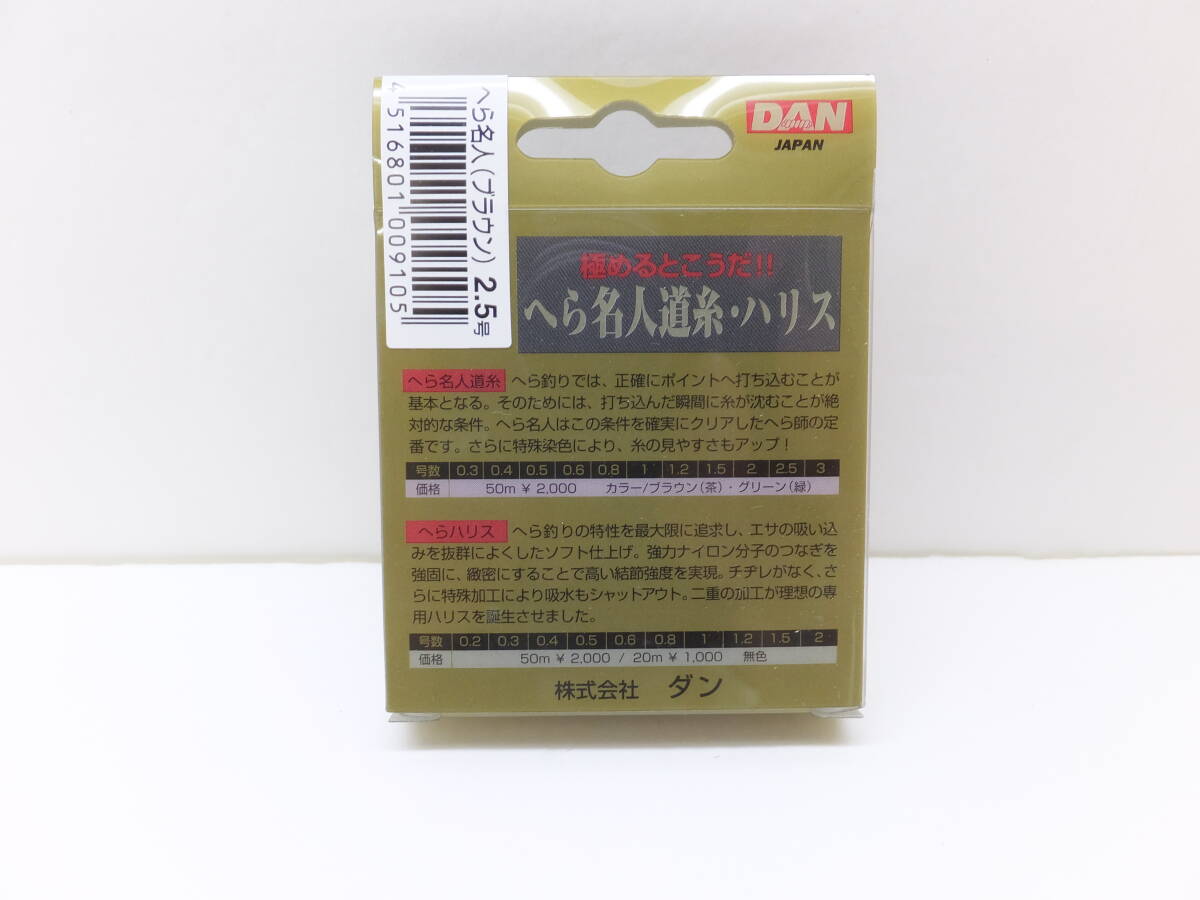 へら名人(ブラウン) 2.5号
4 516801 009105
DAN
JAPAN
極めるとこうだ!!
へら名人道糸・ハリス
へら名人道糸 へら釣りでは、正確にポイントへ打ち込むことが
基本となる。そのためには、打ち込んだ瞬間に糸が沈むことが絶
対的な条件。へら名人はこの条件を確実にクリアしたへら師の定
番です。さらに特殊染色により、糸の見やすさもアップ!
号数 0.3 0.4 0.5 0.6 0.8 1 1.2 1.5 2 2.5 3
価格 50m ¥2,000 カラー/ブラウン(茶)・グリーン(緑)
へらハリス へら釣りの特性を最大限に追求し、エサの吸い込
みを抜群によくしたソフト仕上げ。強力ナイロン分子のつなぎを
強固に、緻密にすることで高い結節強度を実現。チヂレがなく、さ
らに特殊加工により吸水もシャットアウト。二重の加工が理想の専
用ハリスを誕生させました。
号数 0.2 0.3 0.4 0.5 0.6 0.8 1 1.2 1.5 2
価格 50m ¥2,000 / 20m ¥1,000 無色
株式会社 ダン